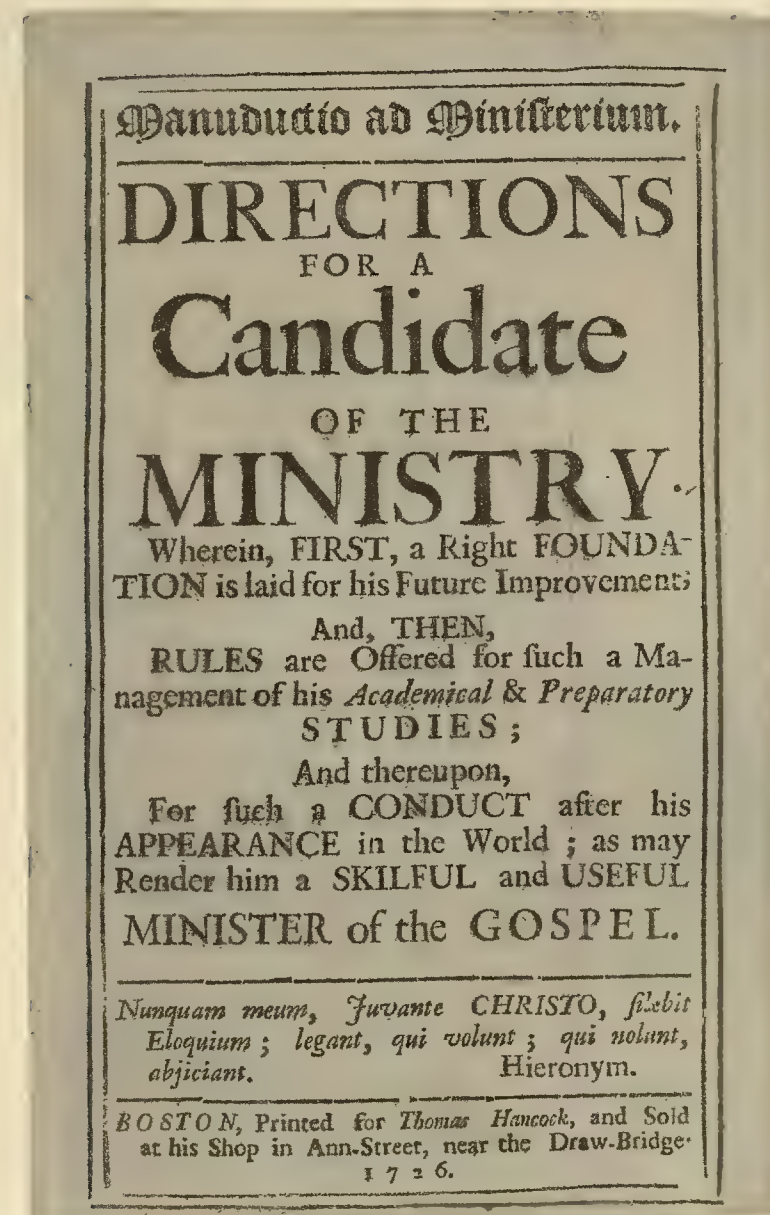 Manuductio ad Miniſterium.
DIRECTIONS
FOR A
Candidate
OF THE
MINISTRY.
Wherein, FIRST, a Right FOUNDA-
TION is laid for his Future Improvement;
And, THEN,
RULES are Offered for ſuch a Ma-
nagement of his Academical & Preparatory
STUDIES;
And thereupon,
For ſuch a CONDUCT after his
APPEARANCE in the World; as may
Render him a SKILFUL and USEFUL
MINISTER of the GOSPEL.
Nunquam meum, Juvante CHRISTO, ſilebit
Eloquium; legant, qui volunt; qui nolunt,
abjiciant. Hieronym.
BOSTON, Printed for Thomas Hancock, and Sold
at his Shop in Ann-Street, near the Draw-Bridge.
1726.